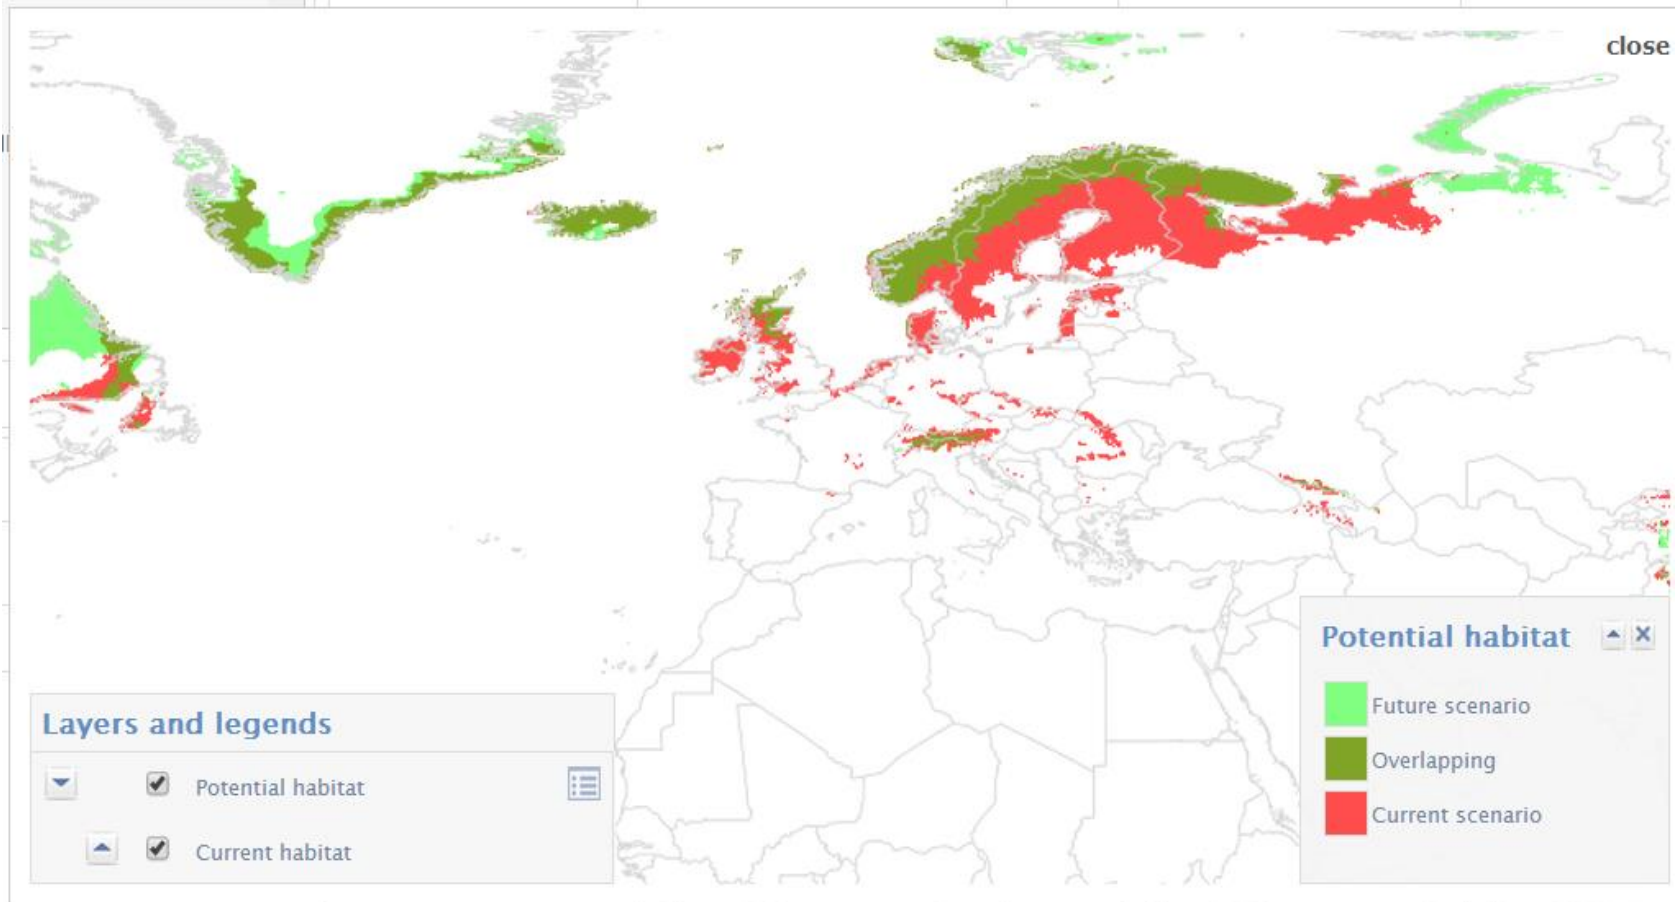 close
Potential habitat
Future scenario
Overlapping
Current scenario
Layers and legends
Potential habitat
Current habitat